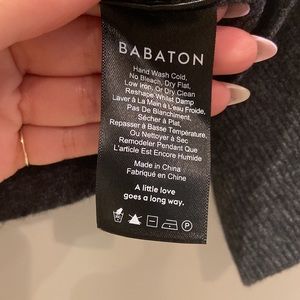 BABATON
Hand Wash Cold,
No Bleach, Dry Flat,
Low Iron, Or Dry Clean
Reshape Whilst Damp
Laver À La Main à L'eau Froide,
Pas De Blanchiment,
Sécher à Plat,
Repasser à Basse Température,
Ou Nettoyer à Sec
Remodeler Pendant Que
L'article Est Encore Humide
Made in China
Fabriqué en Chine
A little love
goes a long way.
P